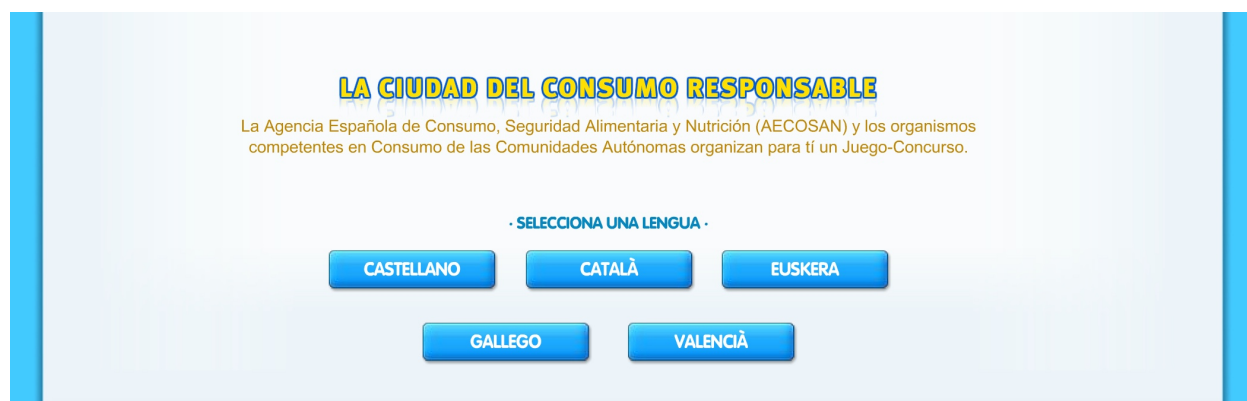 LA CIUDAD DEL CONSUMO RESPONSABLE
La Agencia Española de Consumo, Seguridad Alimentaria y Nutrición (AECOSAN) y los organismos
competentes en Consumo de las Comunidades Autónomas organizan para tí un Juego-Concurso.
· SELECCIONA UNA LENGUA ·
CASTELLANO CATALÀ EUSKERA
GALLEGO VALENCIÀ